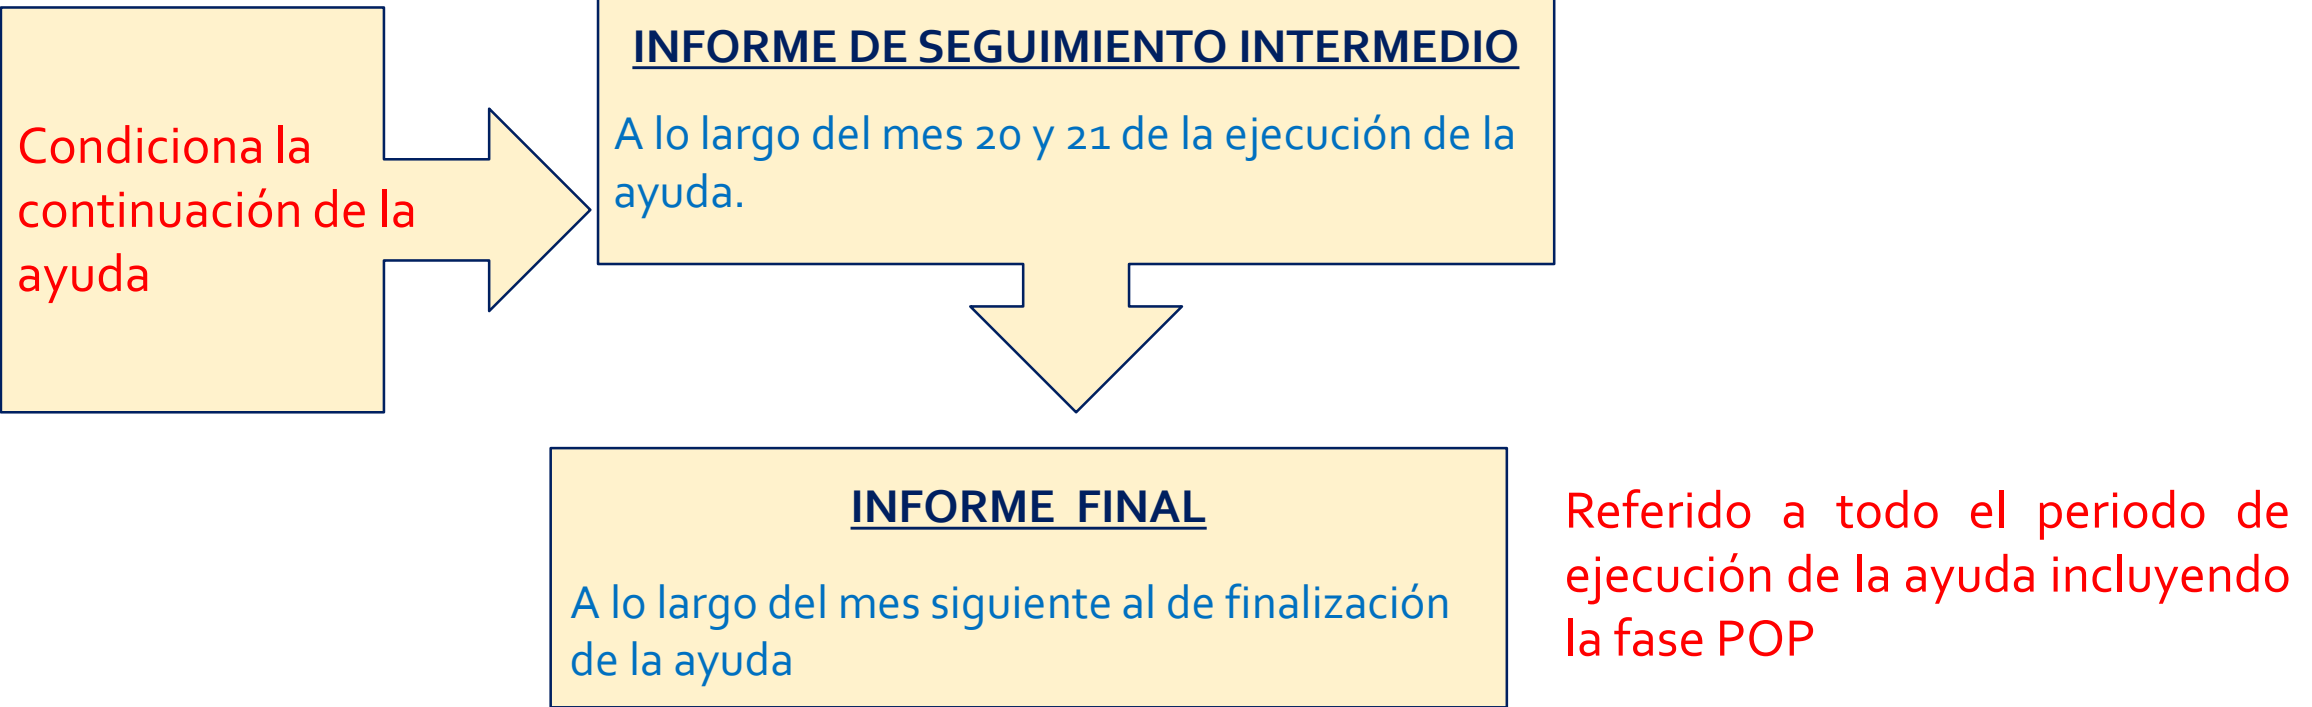 Condiciona la
continuación de la
ayuda
INFORME DE SEGUIMIENTO INTERMEDIO
A lo largo del mes 20 y 21 de la ejecución de la
ayuda.
INFORME FINAL
A lo largo del mes siguiente al de finalización
de la ayuda
Referido a todo el periodo de
ejecución de la ayuda incluyendo
la fase POP